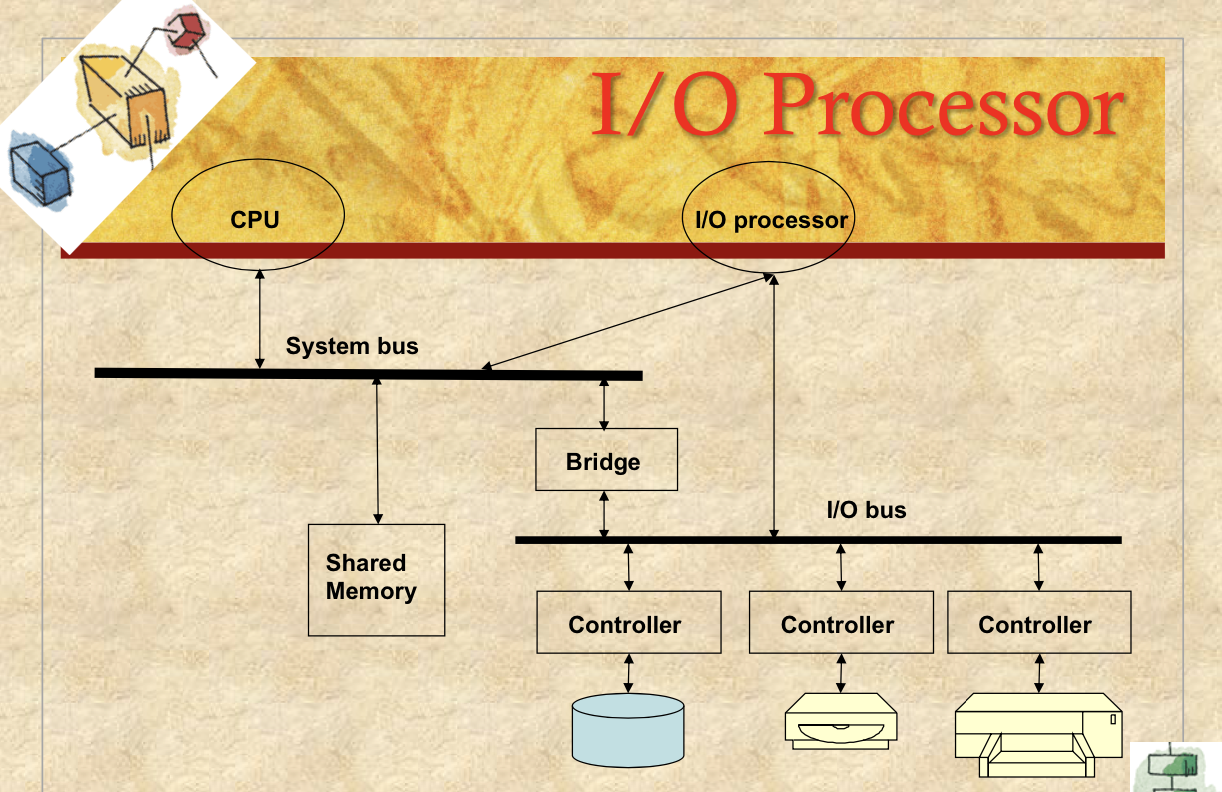 I/O Processor
CPU
I/O processor
System bus
Bridge
I/O bus
Shared
Memory
Controller
Controller
Controller